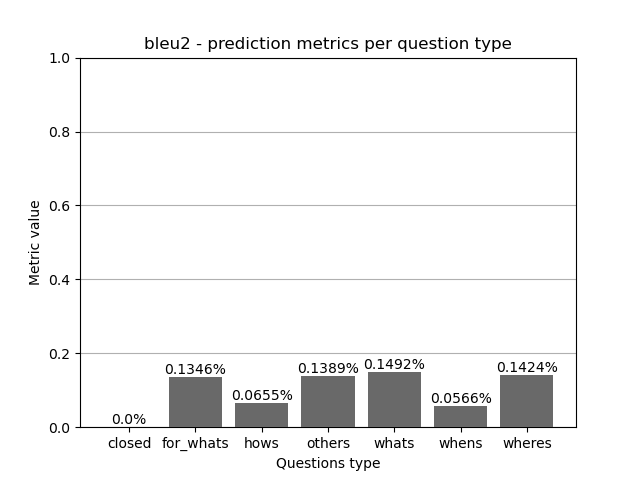 bleu2 - prediction metrics per question type
1.0
0.8
0.6
0.4
0.2
0.0
Metric value
0.0%
0.1346%
0.0655%
0.1389%
0.1492%
0.0566%
0.1424%
closed
for_whats
hows
others
whats
whens
wheres
Questions type